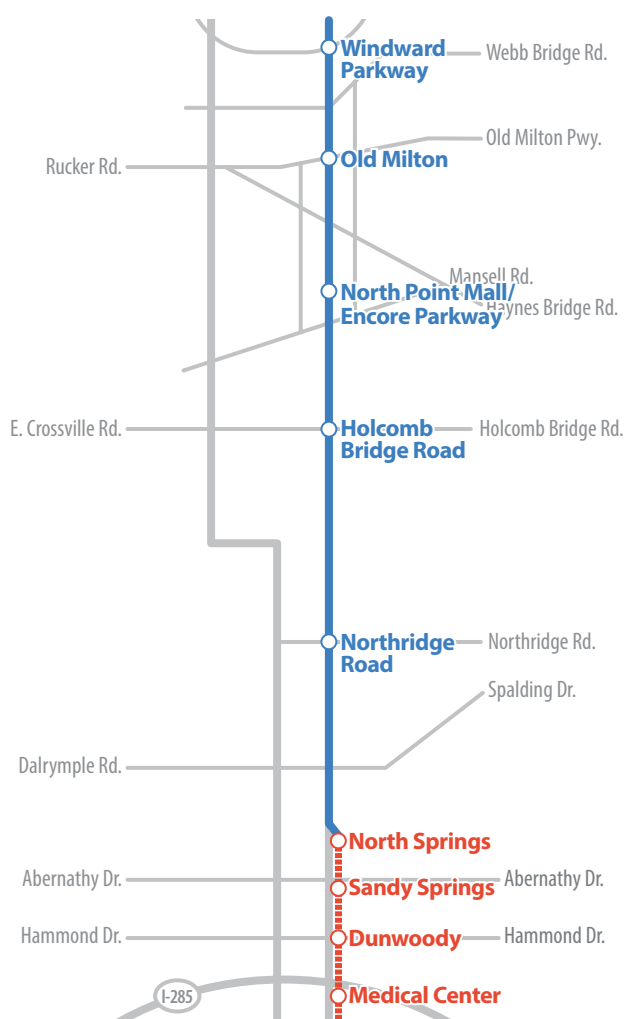 Windward
Parkway
Webb Bridge Rd.
Old Milton Pwy.
Old Milton
Rucker Rd.
Mansell Rd.
North Point Mall/
Encore Parkway
Haynes Bridge Rd.
E. Crossville Rd.
Holcomb
Bridge Road
Holcomb Bridge Rd.
Northridge
Road
Northridge Rd.
Spalding Dr.
Dalrymple Rd.
North Springs
Abernathy Dr.
Sandy Springs
Abernathy Dr.
Hammond Dr.
Dunwoody
Hammond Dr.
I-285
Medical Center